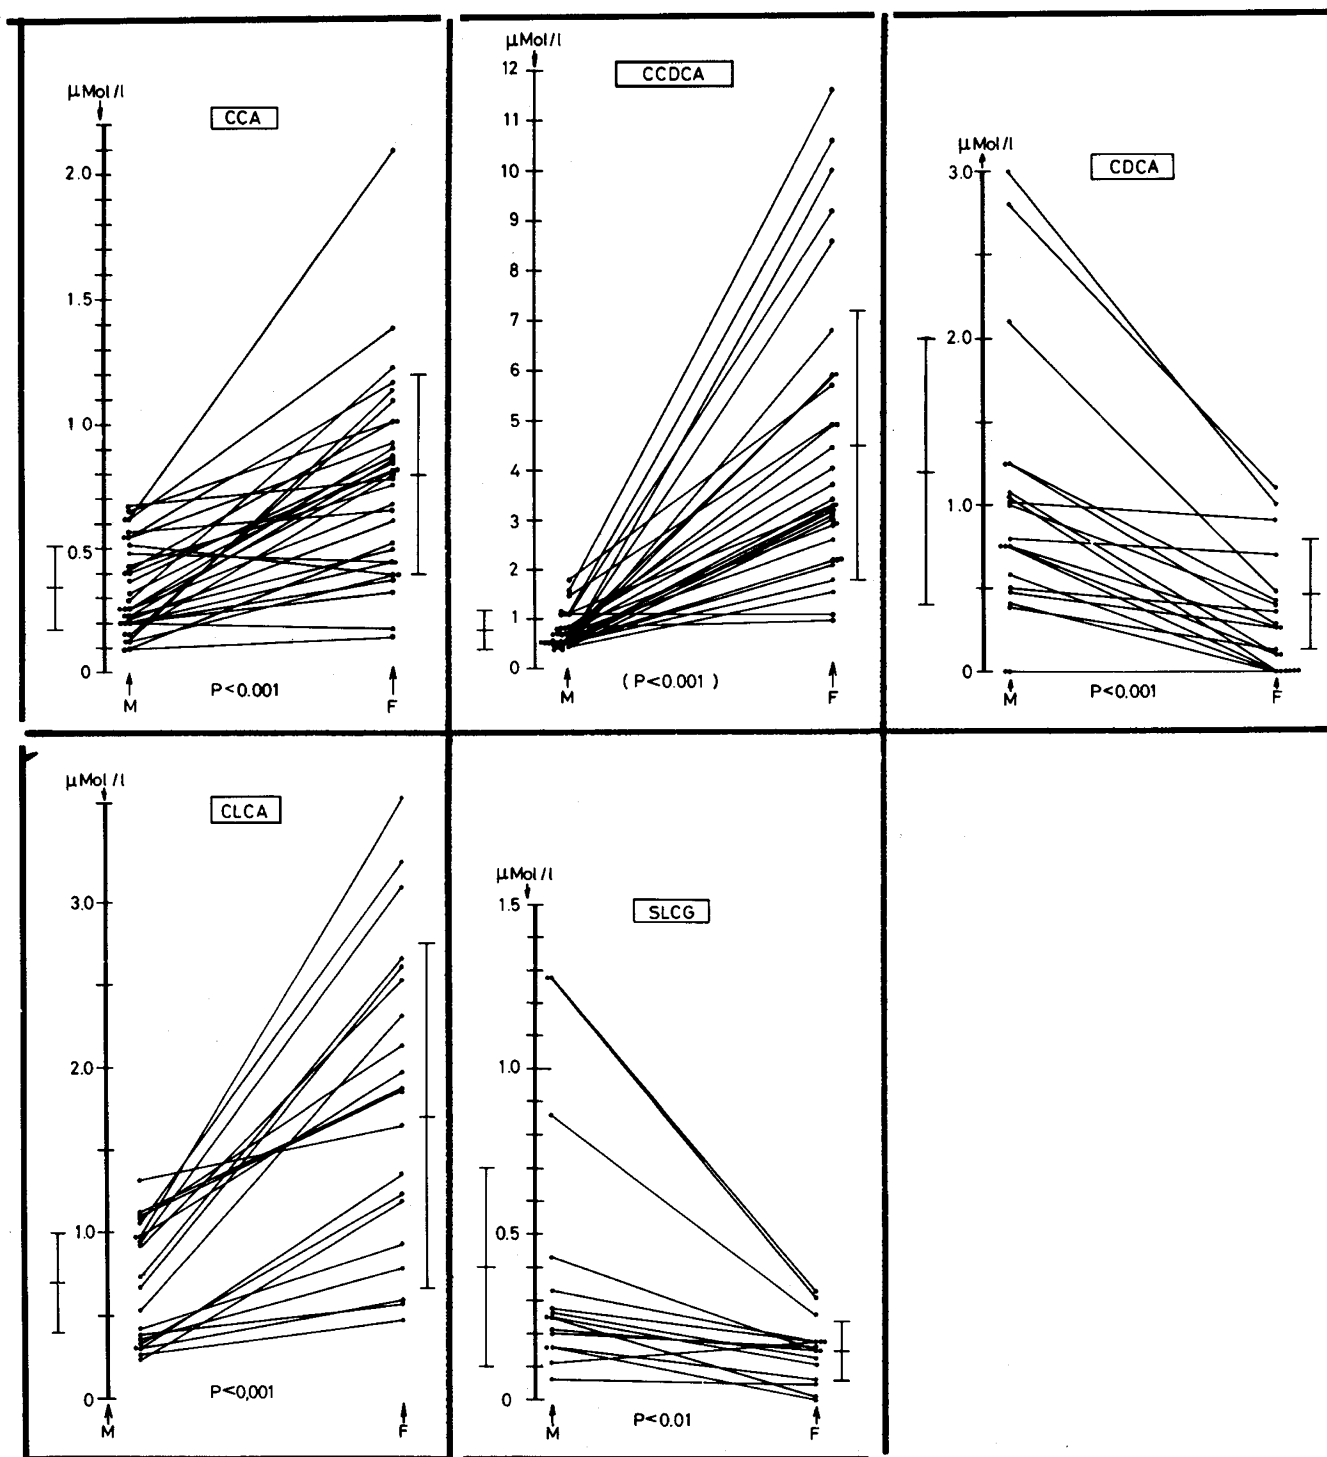 μMol/l
CCA
2.0
1.5
1.0
0.5
0
M
P<0.001
F
μMol/l
CCDCA
12
11
10
9
8
7
6
5
4
3
2
1
0
M
( P<0.001 )
F
μMol/l
CDCA
3.0
2.0
1.0
0
M
P<0.001
F
μMol/l
CLCA
3.0
2.0
1.0
0
M
P<0,001
F
μMol/l
SLCG
1.5
1.0
0.5
0
M
P<0.01
F